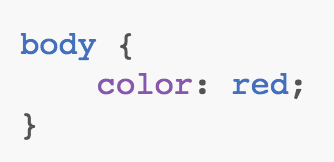 body {
    color: red;
}